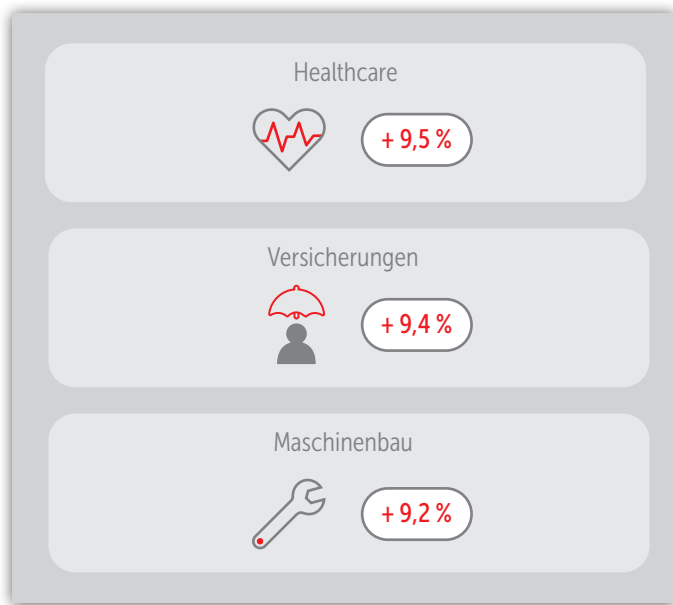 Healthcare
+ 9,5 %
Versicherungen
+ 9,4 %
Maschinenbau
+ 9,2 %